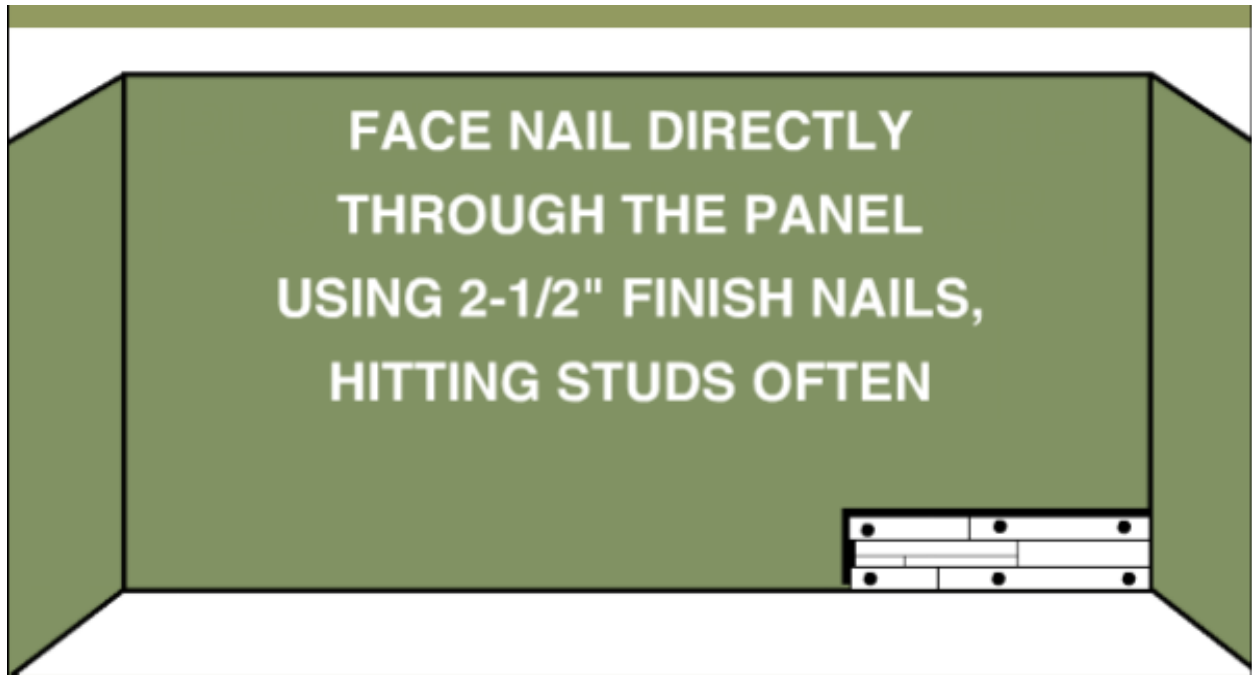 FACE NAIL DIRECTLY
THROUGH THE PANEL
USING 2-1/2" FINISH NAILS,
HITTING STUDS OFTEN